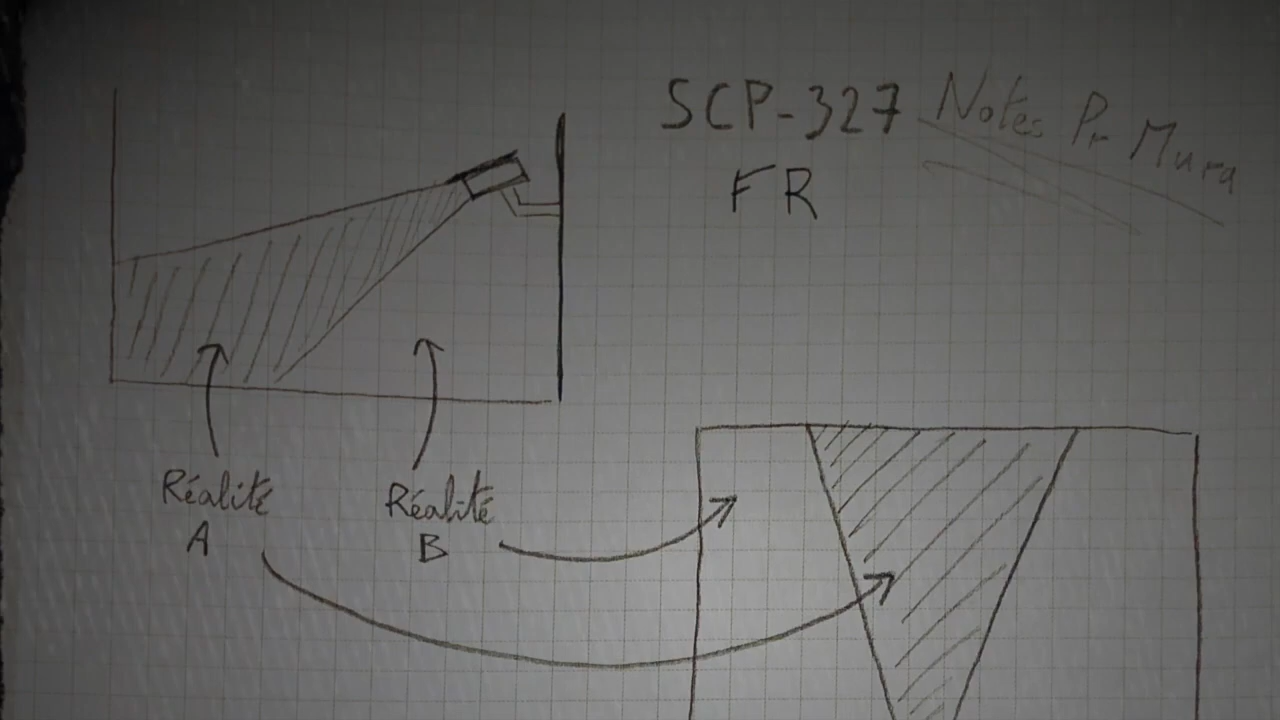 SCP-327 Notes Pr Mura
FR
Réalité
A
Réalité
B